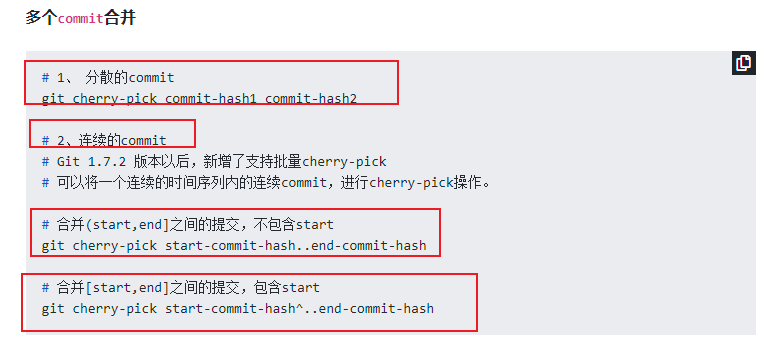 多个commit合并
# 1、 分散的commit
git cherry-pick commit-hash1 commit-hash2
# 2、连续的commit
# Git 1.7.2 版本以后，新增了支持批量cherry-pick
# 可以将一个连续的时间序列内的连续commit，进行cherry-pick操作。
# 合并(start,end]之间的提交，不包含start
git cherry-pick start-commit-hash..end-commit-hash
# 合并[start,end]之间的提交，包含start
git cherry-pick start-commit-hash^..end-commit-hash